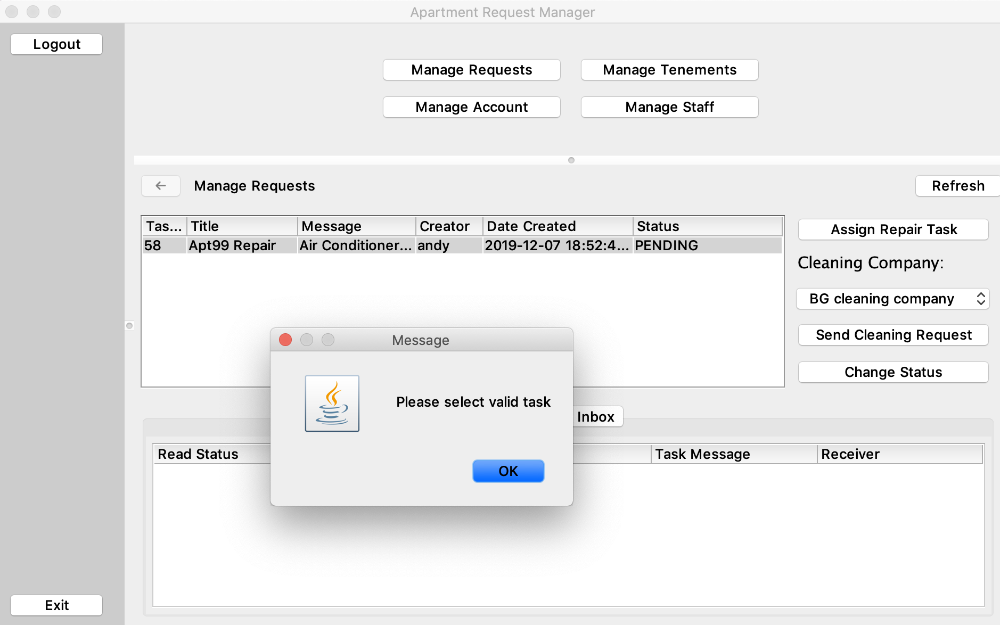 Apartment Request Manager
Logout
Manage Requests
Manage Tenements
Manage Account
Manage Staff
←
Manage Requests
Refresh
Tas... Title Message Creator Date Created Status
58 Apt99 Repair Air Conditioner... andy 2019-12-07 18:52:4... PENDING
Assign Repair Task
Cleaning Company:
BG cleaning company
Send Cleaning Request
Change Status
Message
Please select valid task
OK
Inbox
Read Status Task Message Receiver
Exit